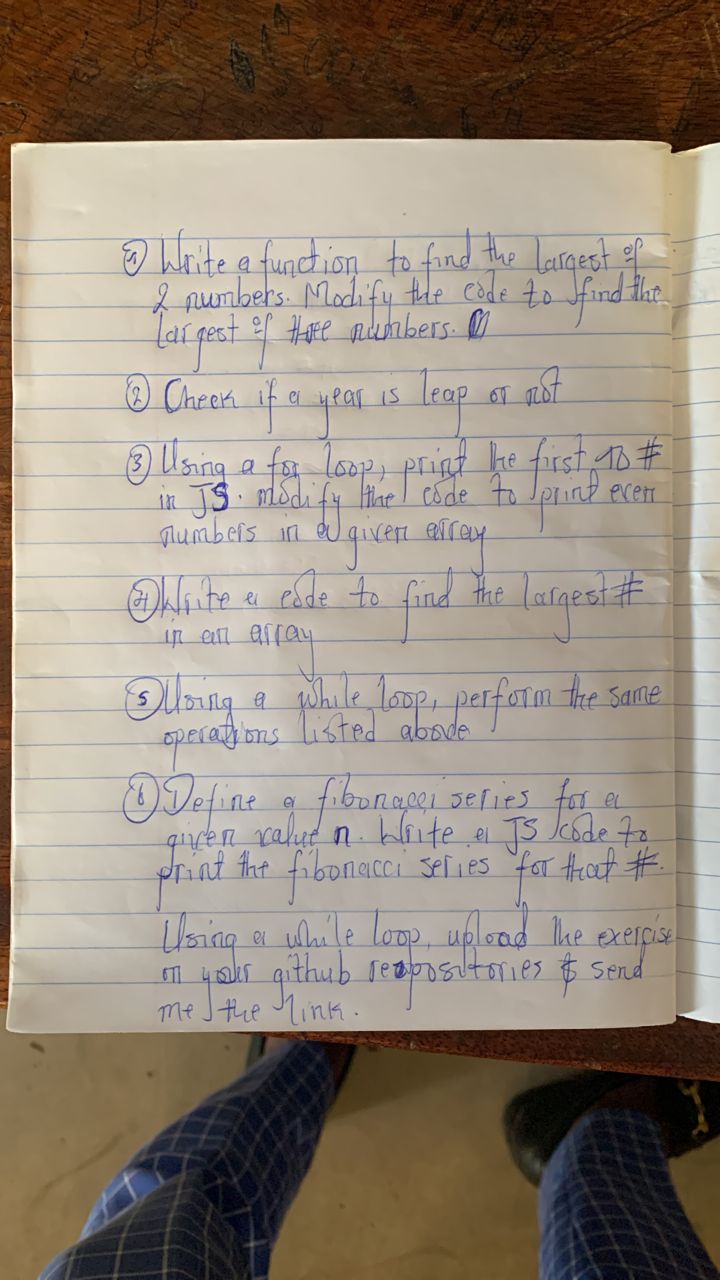 ① Write a function to find the largest of
2 numbers. Modify the code to find the
largest of three numbers.
② Check if a year is leap or not
③ Using a for loop, print the first 10 #
in JS. modify the code to print even
numbers in a given array
④ Write a code to find the largest #
in an array
⑤ Using a while loop, perform the same
operations listed above
⑥ Define a fibonacci series for a
given value n. Write a JS code to
print the fibonacci series for that #.
Using a while loop, upload the exercise
on your github repositories & send
me the link.